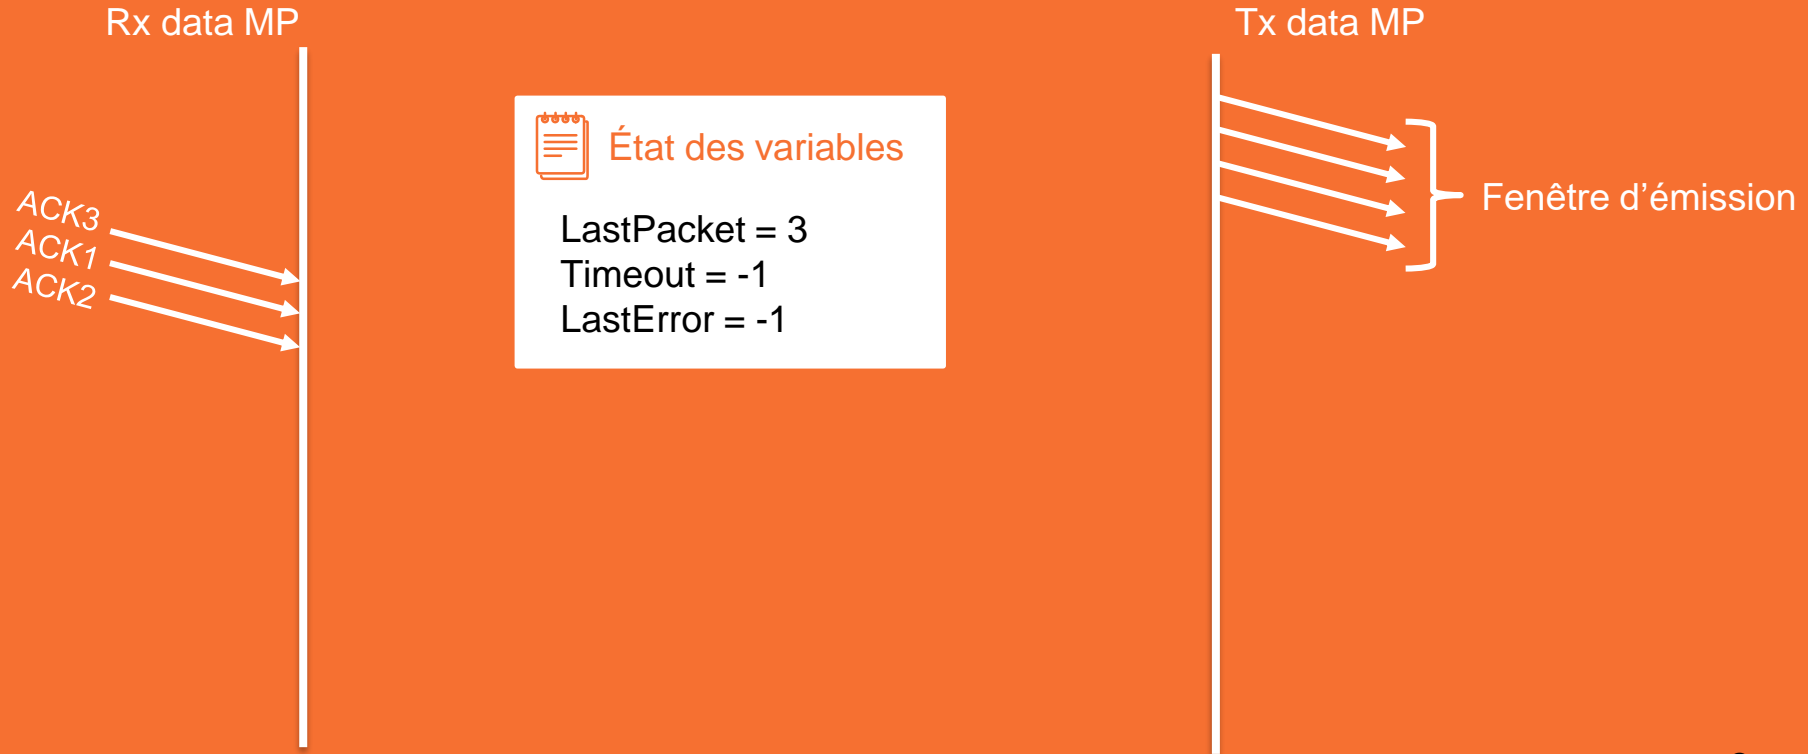 Rx data MP
Tx data MP
État des variables
LastPacket = 3
Timeout = -1
LastError = -1
ACK3
ACK1
ACK2
Fenêtre d’émission